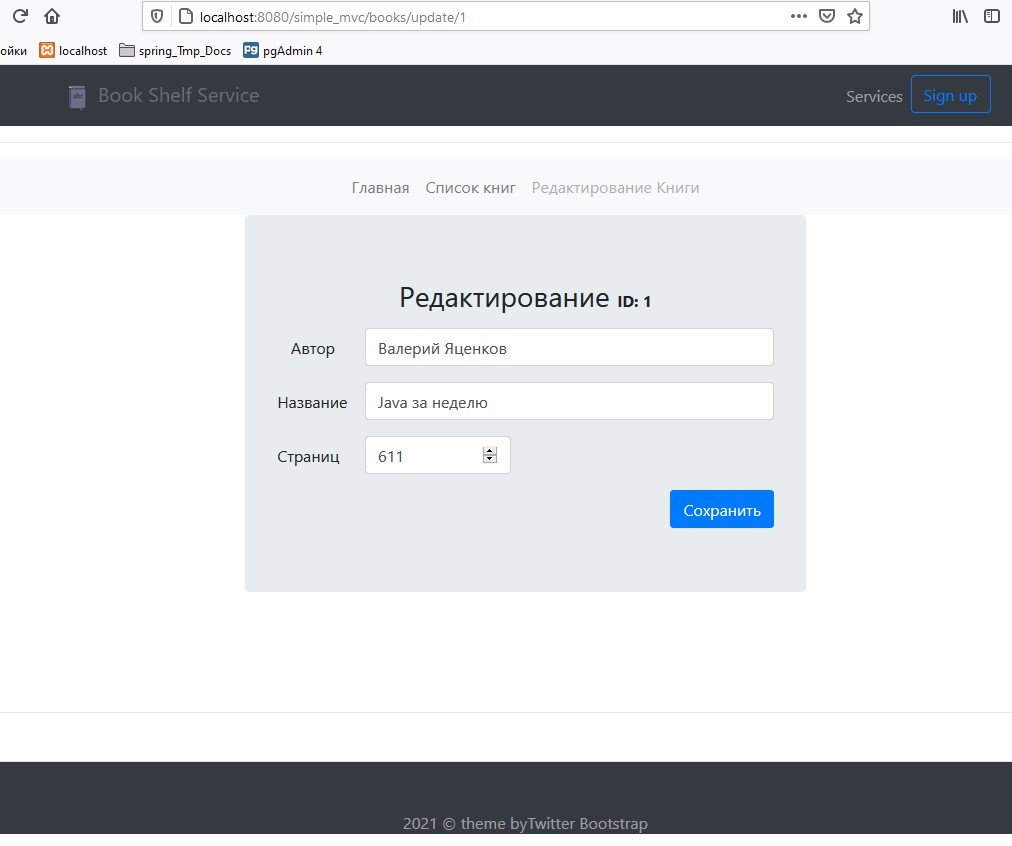 localhost:8080/simple_mvc/books/update/1
ойки localhost spring_Tmp_Docs pgAdmin 4
Book Shelf Service Services Sign up
Главная Список книг Редактирование Книги
Редактирование ID: 1
Автор Валерий Яценков
Название Java за неделю
Страниц 611
Сохранить
2021 © theme byTwitter Bootstrap